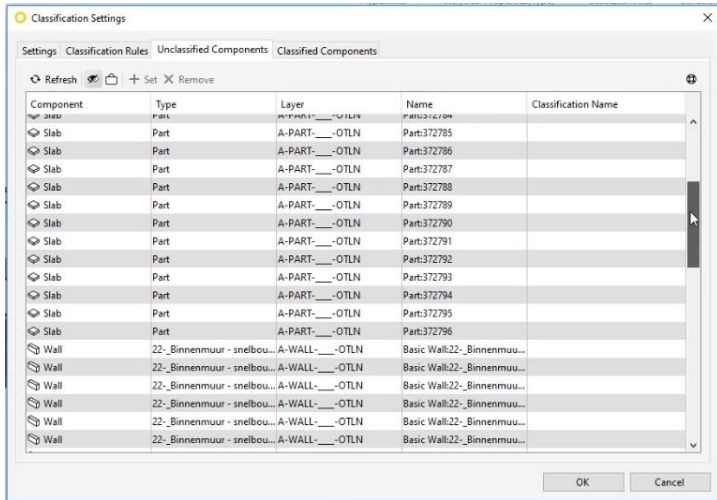 Classification Settings
Settings Classification Rules Unclassified Components Classified Components
Refresh Set Remove
Component Type Layer Name Classification Name
Slab Part A-PART-___-OTLN Part:372784
Slab Part A-PART-___-OTLN Part:372785
Slab Part A-PART-___-OTLN Part:372786
Slab Part A-PART-___-OTLN Part:372787
Slab Part A-PART-___-OTLN Part:372788
Slab Part A-PART-___-OTLN Part:372789
Slab Part A-PART-___-OTLN Part:372790
Slab Part A-PART-___-OTLN Part:372791
Slab Part A-PART-___-OTLN Part:372792
Slab Part A-PART-___-OTLN Part:372793
Slab Part A-PART-___-OTLN Part:372794
Slab Part A-PART-___-OTLN Part:372795
Slab Part A-PART-___-OTLN Part:372796
Wall 22-_Binnenmuur - snelbou... A-WALL-___-OTLN Basic Wall:22-_Binnenmuu...
Wall 22-_Binnenmuur - snelbou... A-WALL-___-OTLN Basic Wall:22-_Binnenmuu...
Wall 22-_Binnenmuur - snelbou... A-WALL-___-OTLN Basic Wall:22-_Binnenmuu...
Wall 22-_Binnenmuur - snelbou... A-WALL-___-OTLN Basic Wall:22-_Binnenmuu...
Wall 22-_Binnenmuur - snelbou... A-WALL-___-OTLN Basic Wall:22-_Binnenmuu...
Wall 22-_Binnenmuur - snelbou... A-WALL-___-OTLN Basic Wall:22-_Binnenmuu...
OK Cancel